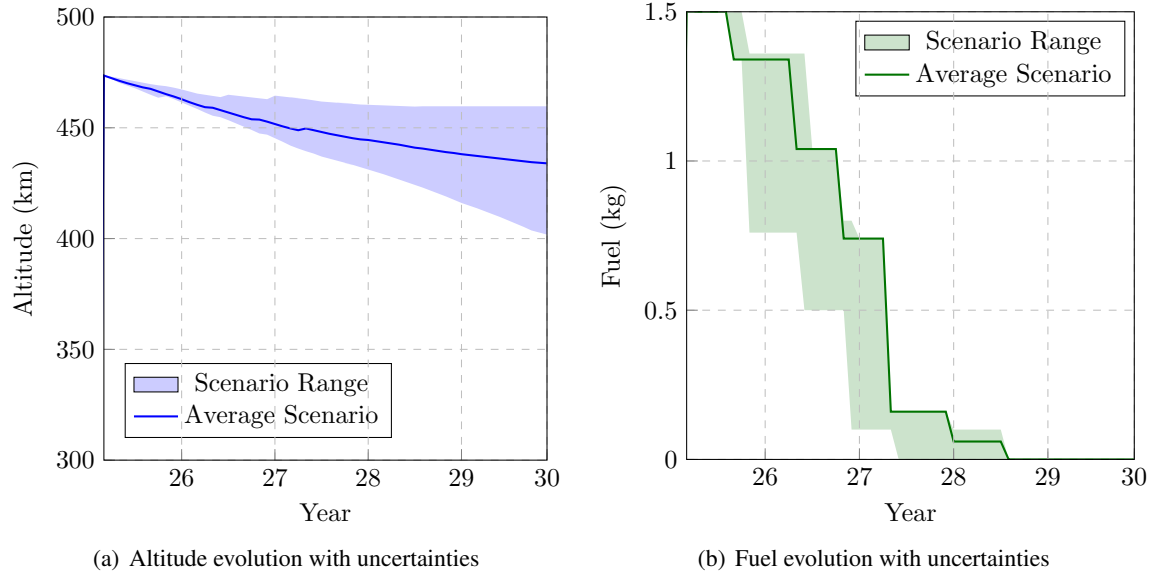 500
450
400
350
300
Altitude (km)
Scenario Range
Average Scenario
26
27
28
29
30
Year
(a) Altitude evolution with uncertainties
1.5
1
0.5
0
Fuel (kg)
Scenario Range
Average Scenario
26
27
28
29
30
Year
(b) Fuel evolution with uncertainties